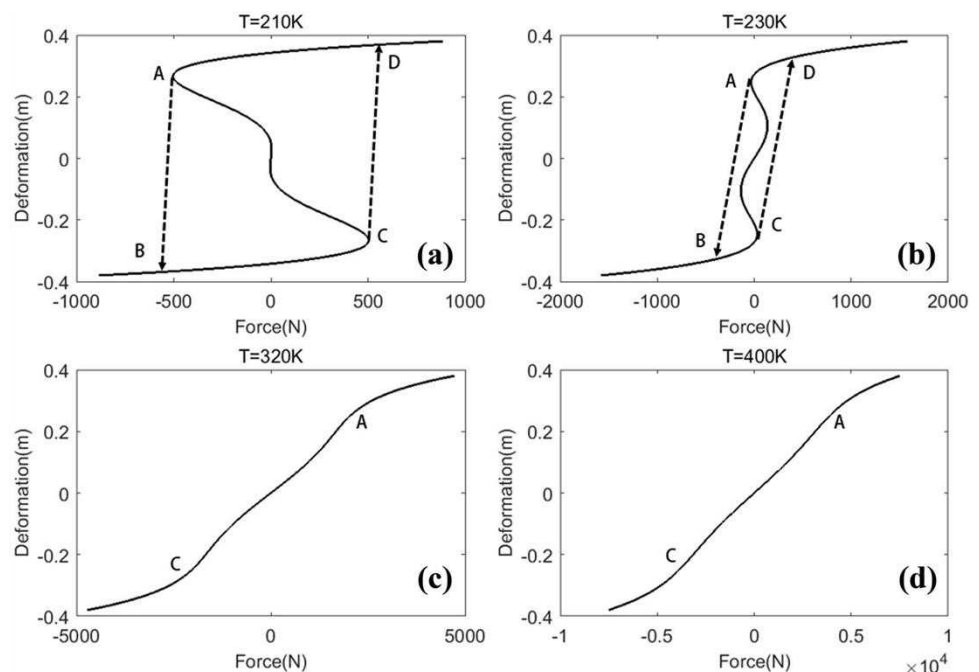 T=210K
0.4
0.2
0
-0.2
-0.4
Deformation(m)
A
D
B
C
(a)
-1000
-500
0
500
1000
Force(N)
T=230K
0.4
0.2
0
-0.2
-0.4
Deformation(m)
A
D
B
C
(b)
-2000
-1000
0
1000
2000
Force(N)
T=320K
0.4
0.2
0
-0.2
-0.4
Deformation(m)
A
C
(c)
-5000
0
5000
Force(N)
T=400K
0.4
0.2
0
-0.2
-0.4
Deformation(m)
A
C
(d)
-1
-0.5
0
0.5
1
Force(N)
×10^4